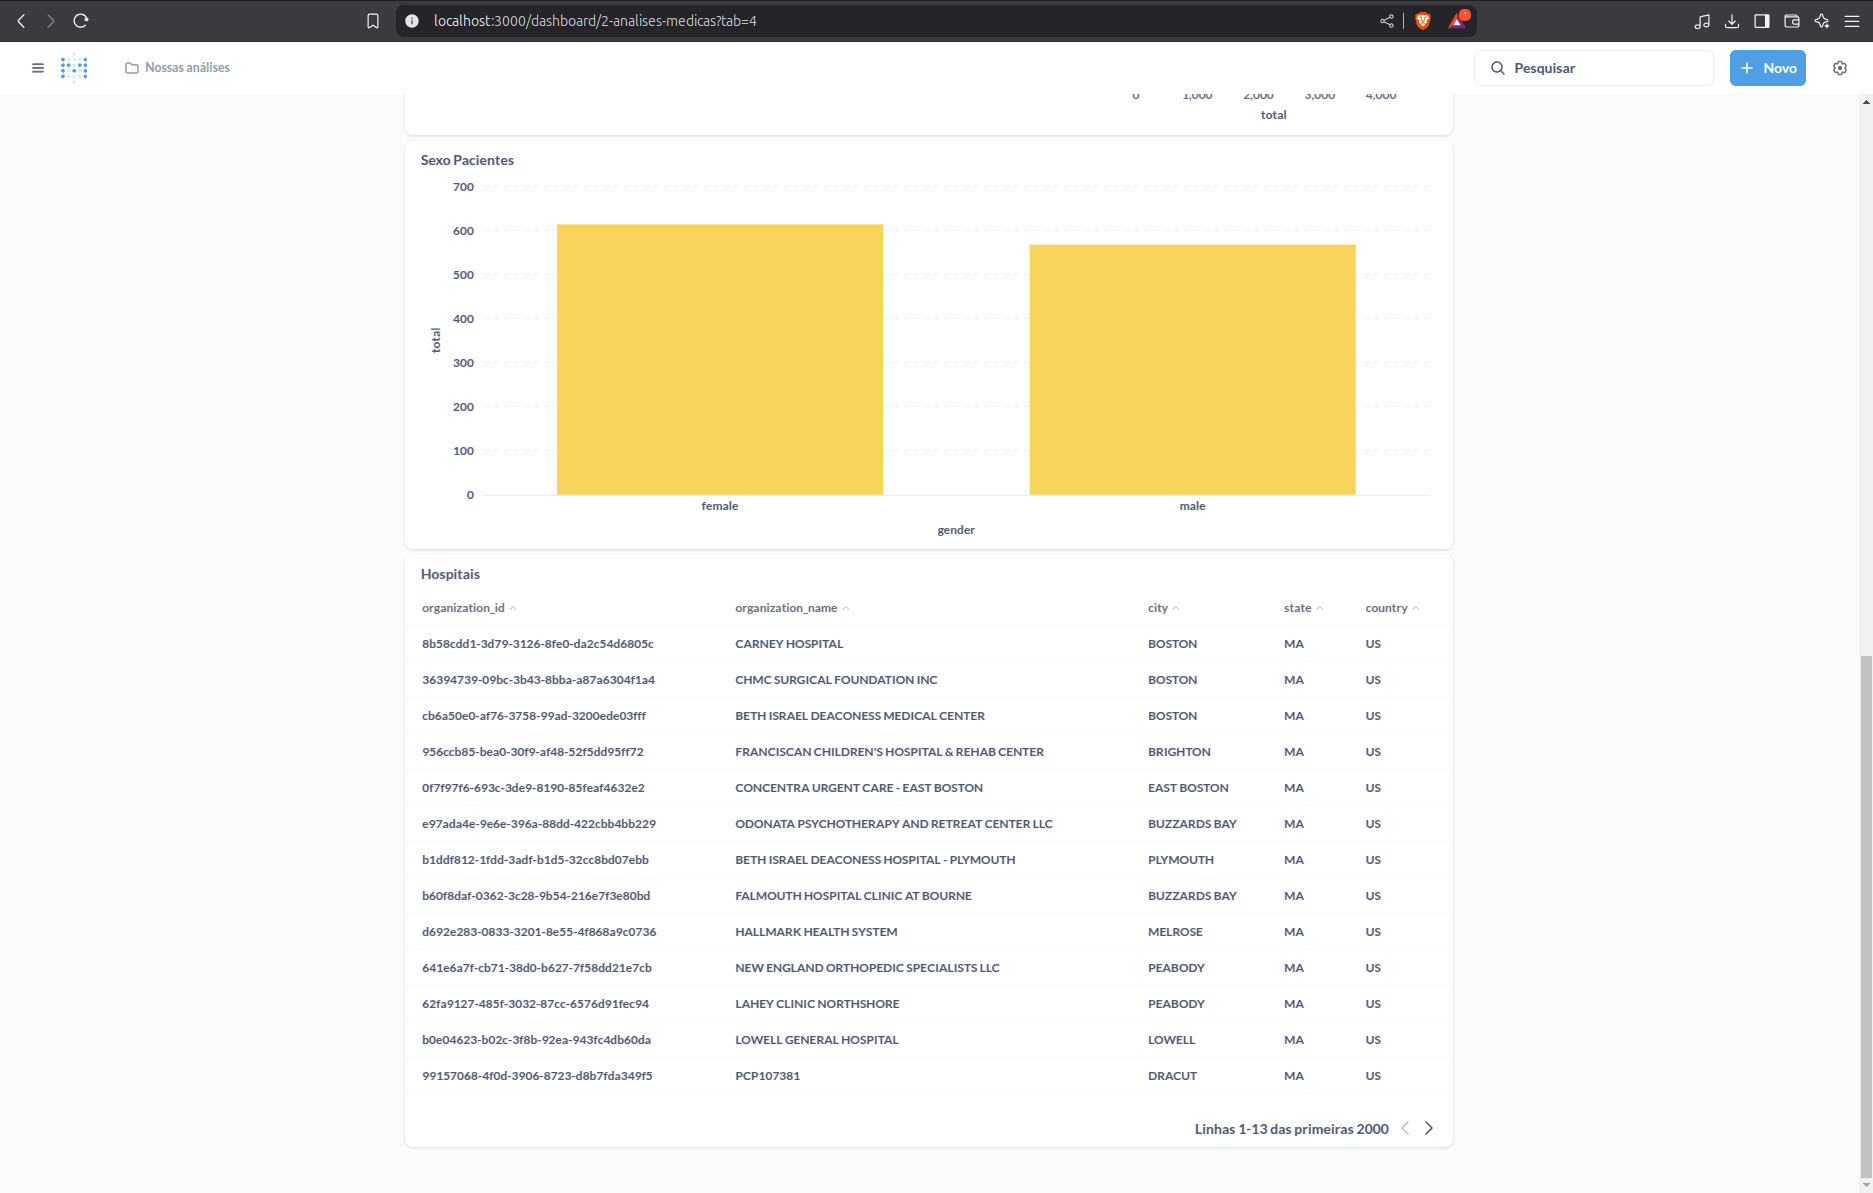 localhost:3000/dashboard/2-analises-medicas?tab=4
1
Nossas análises
Pesquisar
+ Novo
0 1,000 2,000 3,000 4,000
total
Sexo Pacientes
700
600
500
400
300
200
100
0
total
female male
gender
Hospitais
organization_id organization_name city state country
8b58cdd1-3d79-3126-8fe0-da2c54d6805c CARNEY HOSPITAL BOSTON MA US
36394739-09bc-3b43-8bba-a87a6304f1a4 CHMC SURGICAL FOUNDATION INC BOSTON MA US
cb6a50e0-af76-3758-99ad-3200ede03fff BETH ISRAEL DEACONESS MEDICAL CENTER BOSTON MA US
956ccb85-bea0-30f9-af48-52f5dd95ff72 FRANCISCAN CHILDREN'S HOSPITAL & REHAB CENTER BRIGHTON MA US
0f7f97f6-693c-3de9-8190-85feaf4632e2 CONCENTRA URGENT CARE - EAST BOSTON EAST BOSTON MA US
e97ada4e-9e6e-396a-88dd-422cbb4bb229 ODONATA PSYCHOTHERAPY AND RETREAT CENTER LLC BUZZARDS BAY MA US
b1ddf812-1fdd-3adf-b1d5-32cc8bd07ebb BETH ISRAEL DEACONESS HOSPITAL - PLYMOUTH PLYMOUTH MA US
b60f8daf-0362-3c28-9b54-216e7f3e80bd FALMOUTH HOSPITAL CLINIC AT BOURNE BUZZARDS BAY MA US
d692e283-0833-3201-8e55-4f868a9c0736 HALLMARK HEALTH SYSTEM MELROSE MA US
641e6a7f-cb71-38d0-b627-7f58dd21e7cb NEW ENGLAND ORTHOPEDIC SPECIALISTS LLC PEABODY MA US
62fa9127-485f-3032-87cc-6576d91fec94 LAHEY CLINIC NORTHSHORE PEABODY MA US
b0e04623-b02c-3f8b-92ea-943fc4db60da LOWELL GENERAL HOSPITAL LOWELL MA US
99157068-4f0d-3906-8723-d8b7fda349f5 PCP107381 DRACUT MA US
Linhas 1-13 das primeiras 2000